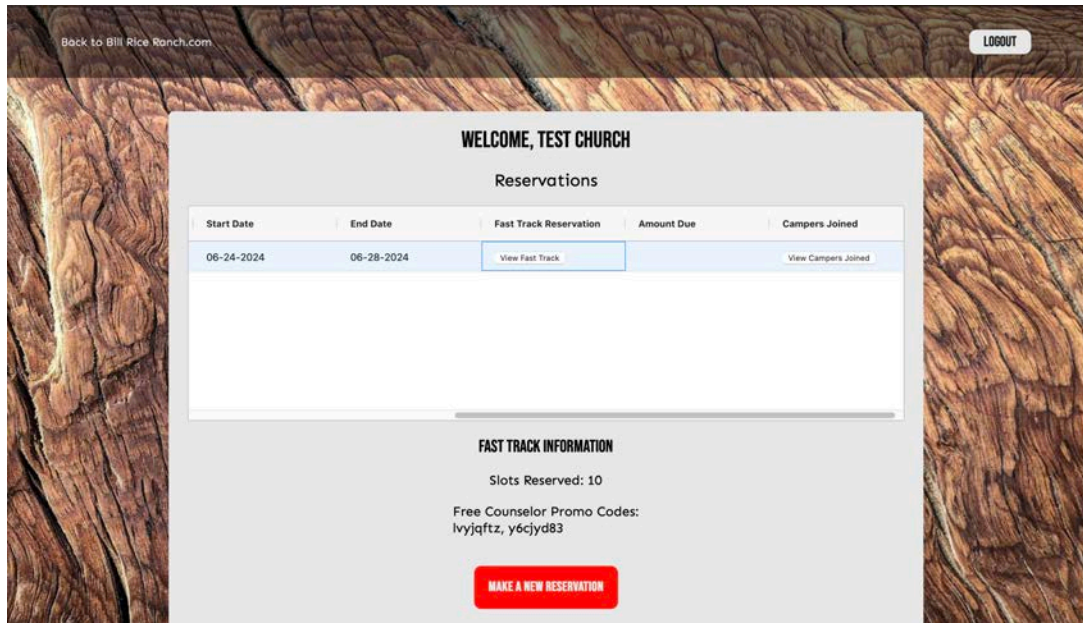 Back to Bill Rice Ranch.com
LOGOUT
WELCOME, TEST CHURCH
Reservations
Start Date End Date Fast Track Reservation Amount Due Campers Joined
06-24-2024 06-28-2024 View Fast Track View Campers Joined
FAST TRACK INFORMATION
Slots Reserved: 10
Free Counselor Promo Codes:
lvyjqftz, y6cjyd83
MAKE A NEW RESERVATION